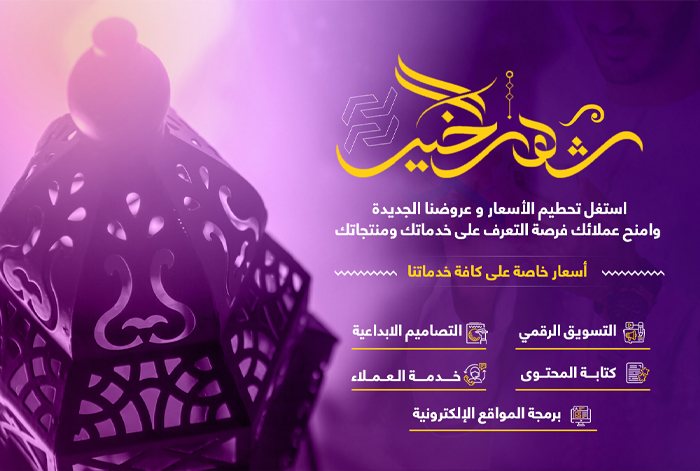 شهر الخير
استغل تحطيم الأسعار و عروضنا الجديدة
وامنح عملائك فرصة التعرف على خدماتك ومنتجاتك
أسعار خاصة على كافة خدماتنا
التسويق الرقمي
التصاميم الابداعية
كتابة المحتوى
خدمة العملاء
برمجة المواقع الإلكترونية